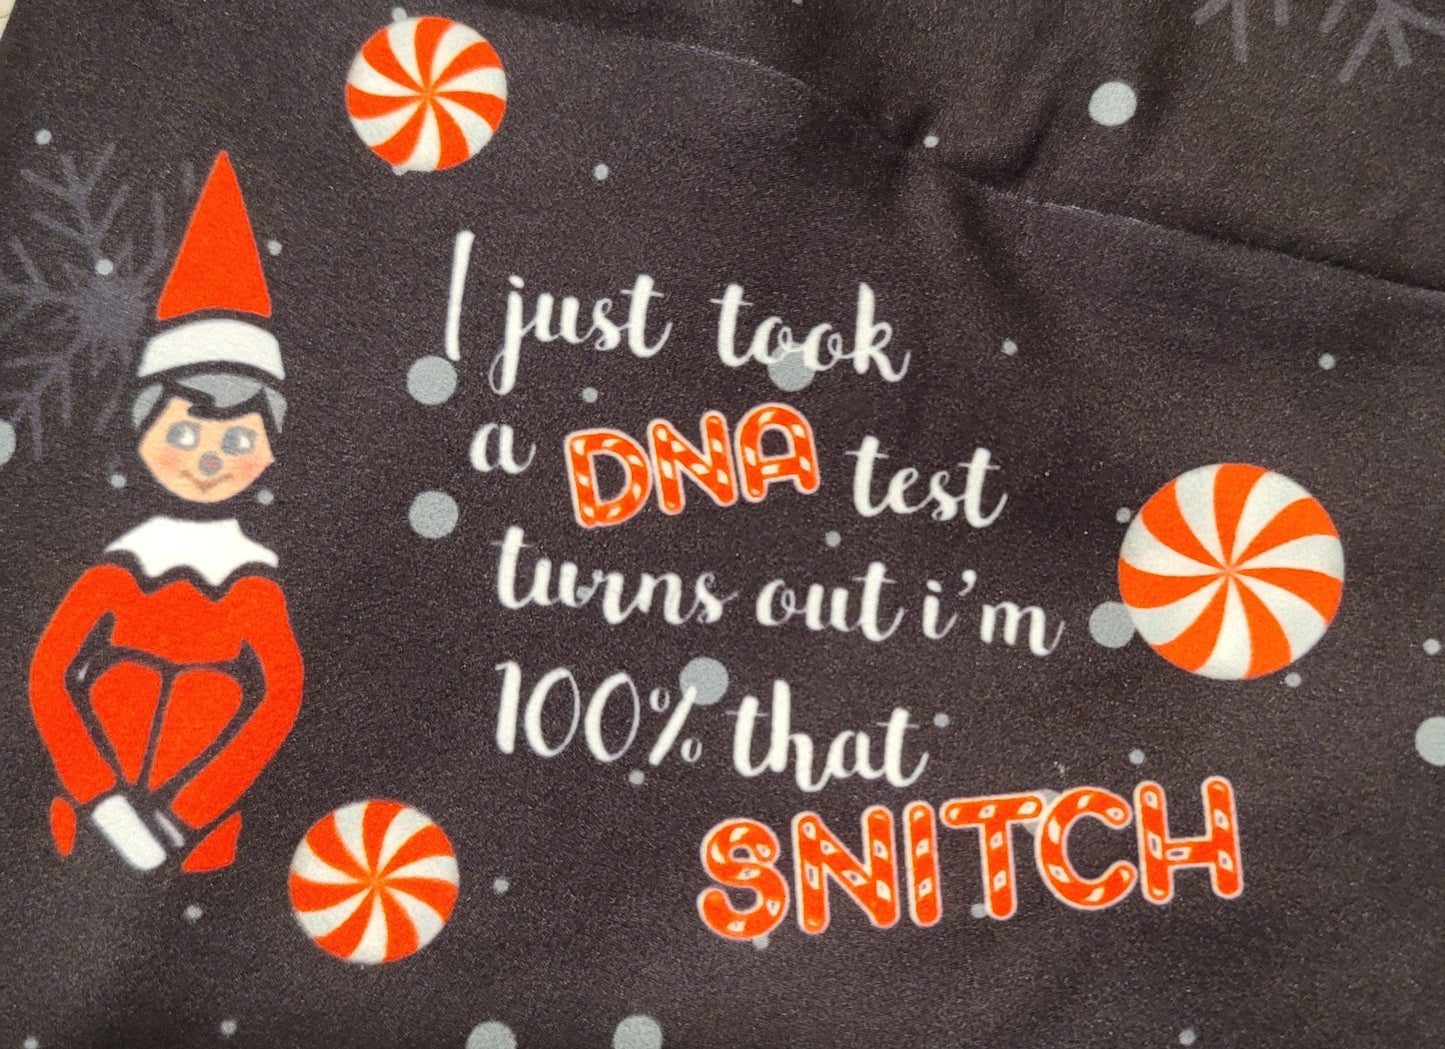 I just took
a DNA test
turns out i'm
100% that
SNITCH